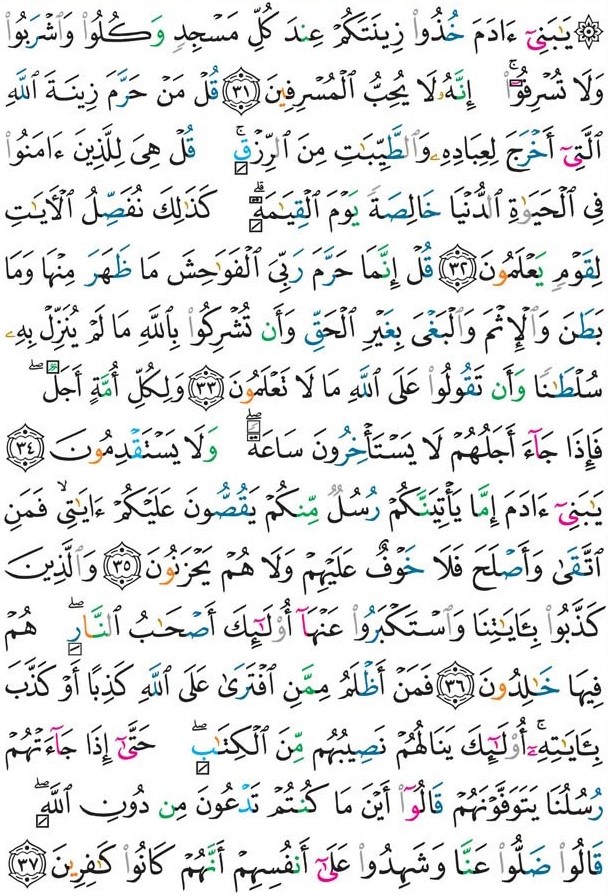 ۞ يَـٰبَنِىٓ ءَادَمَ خُذُوا۟ زِينَتَكُمْ عِندَ كُلِّ مَسْجِدٍ وَكُلُوا۟ وَٱشْرَبُوا۟
وَلَا تُسْرِفُوٓا۟ۚ إِنَّهُۥ لَا يُحِبُّ ٱلْمُسْرِفِينَ ٣١ قُلْ مَنْ حَرَّمَ زِينَةَ ٱللَّهِ
ٱلَّتِىٓ أَخْرَجَ لِعِبَادِهِۦ وَٱلطَّيِّبَـٰتِ مِنَ ٱلرِّزْقِۚ قُلْ هِىَ لِلَّذِينَ ءَامَنُوا۟
فِى ٱلْحَيَوٰةِ ٱلدُّنْيَا خَالِصَةً يَوْمَ ٱلْقِيَـٰمَةِۗ كَذَٰلِكَ نُفَصِّلُ ٱلْـَٔايَـٰتِ
لِقَوْمٍ يَعْلَمُونَ ٣٢ قُلْ إِنَّمَا حَرَّمَ رَبِّىَ ٱلْفَوَٰحِشَ مَا ظَهَرَ مِنْهَا وَمَا
بَطَنَ وَٱلْإِثْمَ وَٱلْبَغْىَ بِغَيْرِ ٱلْحَقِّ وَأَن تُشْرِكُوا۟ بِٱللَّهِ مَا لَمْ يُنَزِّلْ بِهِۦ
سُلْطَـٰنًا وَأَن تَقُولُوا۟ عَلَى ٱللَّهِ مَا لَا تَعْلَمُونَ ٣٣ وَلِكُلِّ أُمَّةٍ أَجَلٌۖ
فَإِذَا جَآءَ أَجَلُهُمْ لَا يَسْتَأْخِرُونَ سَاعَةًۖ وَلَا يَسْتَقْدِمُونَ ٣٤
يَـٰبَنِىٓ ءَادَمَ إِمَّا يَأْتِيَنَّكُمْ رُسُلٌ مِّنكُمْ يَقُصُّونَ عَلَيْكُمْ ءَايَـٰتِىۙ فَمَنِ
ٱتَّقَىٰ وَأَصْلَحَ فَلَا خَوْفٌ عَلَيْهِمْ وَلَا هُمْ يَحْزَنُونَ ٣٥ وَٱلَّذِينَ
كَذَّبُوا۟ بِـَٔايَـٰتِنَا وَٱسْتَكْبَرُوا۟ عَنْهَآ أُو۟لَـٰٓئِكَ أَصْحَـٰبُ ٱلنَّارِۖ هُمْ
فِيهَا خَـٰلِدُونَ ٣٦ فَمَنْ أَظْلَمُ مِمَّنِ ٱفْتَرَىٰ عَلَى ٱللَّهِ كَذِبًا أَوْ كَذَّبَ
بِـَٔايَـٰتِهِۦٓۚ أُو۟لَـٰٓئِكَ يَنَالُهُمْ نَصِيبُهُم مِّنَ ٱلْكِتَـٰبِۖ حَتَّىٰٓ إِذَا جَآءَتْهُمْ
رُسُلُنَا يَتَوَفَّوْنَهُمْ قَالُوٓا۟ أَيْنَ مَا كُنتُمْ تَدْعُونَ مِن دُونِ ٱللَّهِۖ
قَالُوا۟ ضَلُّوا۟ عَنَّا وَشَهِدُوا۟ عَلَىٰٓ أَنفُسِهِمْ أَنَّهُمْ كَانُوا۟ كَـٰفِرِينَ ٣٧